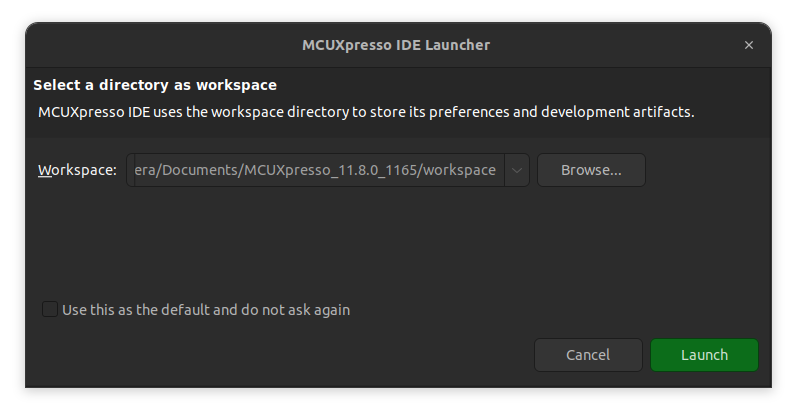 MCUXpresso IDE Launcher
Select a directory as workspace
MCUXpresso IDE uses the workspace directory to store its preferences and development artifacts.
Workspace: era/Documents/MCUXpresso_11.8.0_1165/workspace Browse...
Use this as the default and do not ask again
Cancel Launch